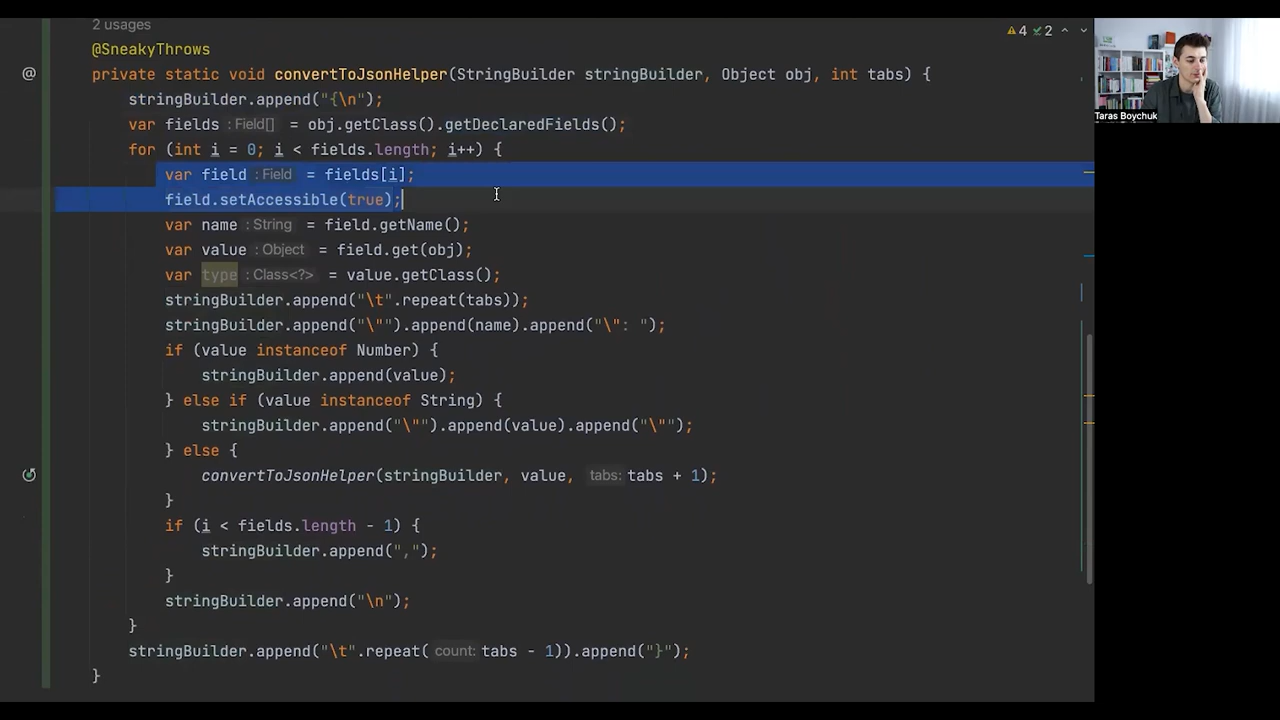 2 usages
4 2
@SneakyThrows
@ private static void convertToJsonHelper(StringBuilder stringBuilder, Object obj, int tabs) {
stringBuilder.append("{\n");
var fields : Field[] = obj.getClass().getDeclaredFields();
for (int i = 0; i < fields.length; i++) {
var field : Field = fields[i];
field.setAccessible(true);
var name : String = field.getName();
var value : Object = field.get(obj);
var type : Class<?> = value.getClass();
stringBuilder.append("\t".repeat(tabs));
stringBuilder.append("\"").append(name).append("\": ");
if (value instanceof Number) {
stringBuilder.append(value);
} else if (value instanceof String) {
stringBuilder.append("\"").append(value).append("\"");
} else {
convertToJsonHelper(stringBuilder, value, tabs: tabs + 1);
}
if (i < fields.length - 1) {
stringBuilder.append(",");
}
stringBuilder.append("\n");
}
stringBuilder.append("\t".repeat( count: tabs - 1)).append("}");
}
Taras Boychuk